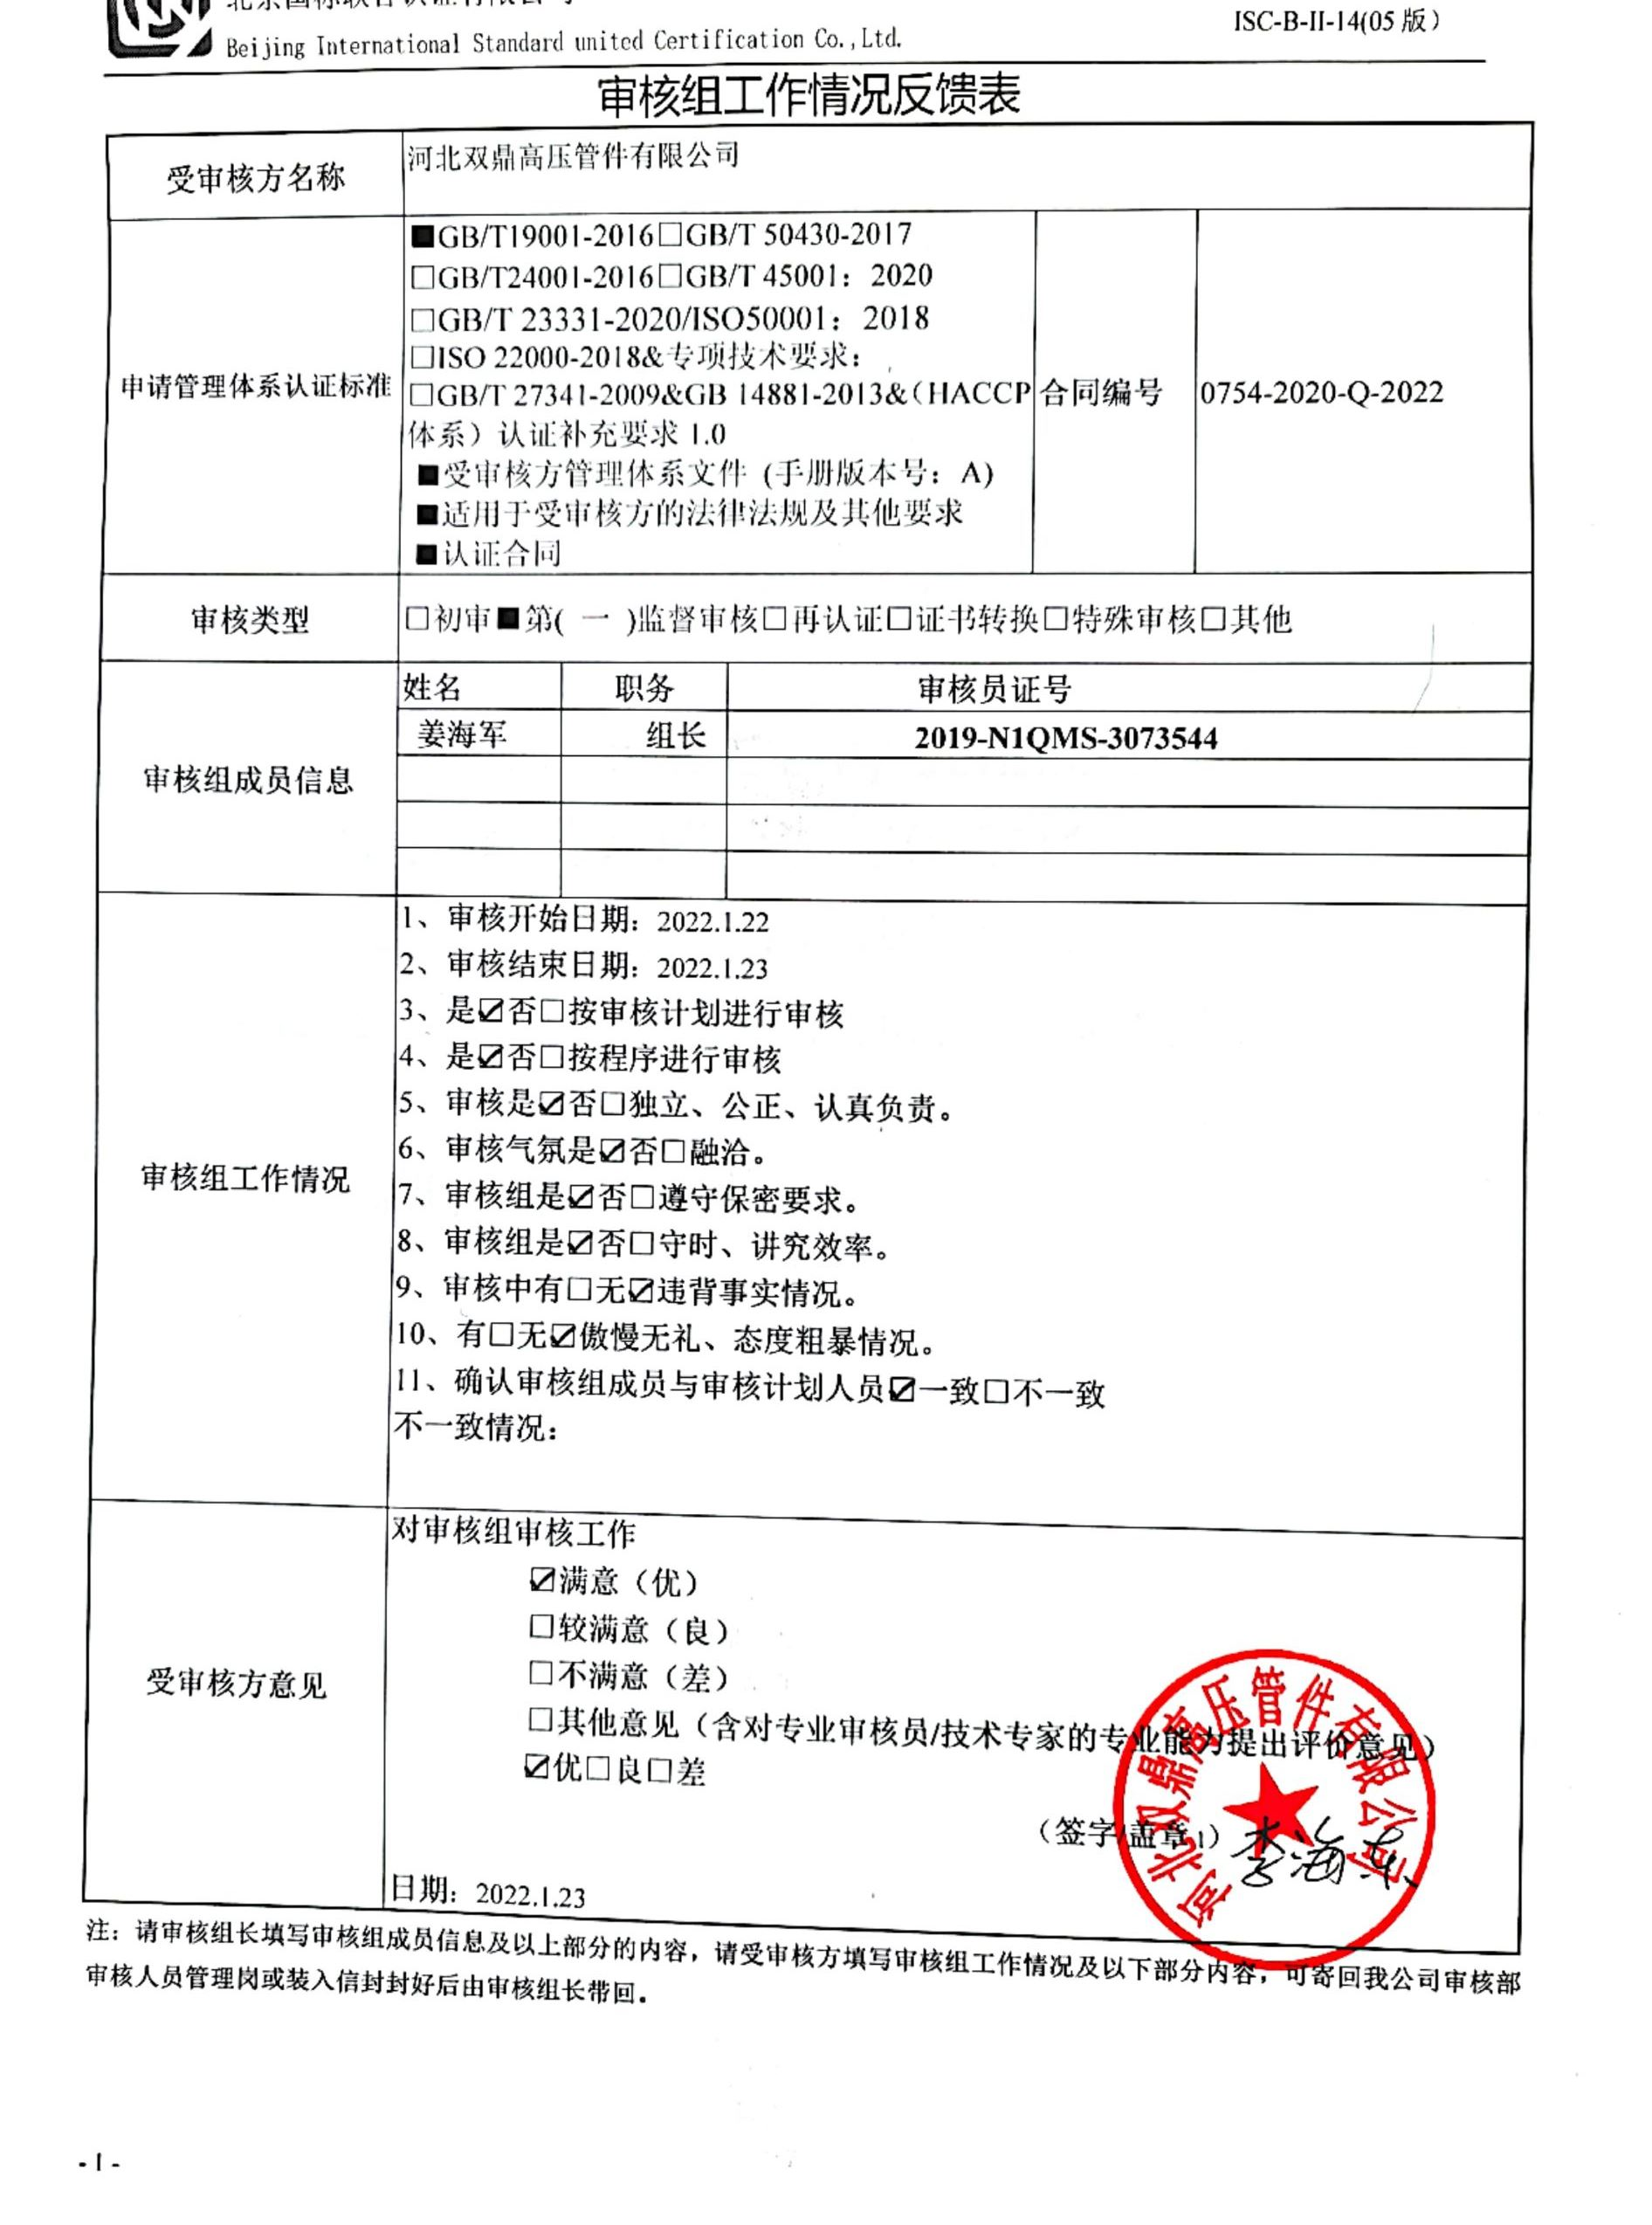 北京国标联合认证有限公司
Beijing International Standard united Certification Co.,Ltd.
ISC-B-II-14(05 版)
审核组工作情况反馈表
受审核方名称
河北双鼎高压管件有限公司
申请管理体系认证标准
■GB/T19001-2016□GB/T 50430-2017
□GB/T24001-2016□GB/T 45001：2020
□GB/T 23331-2020/ISO50001：2018
□ISO 22000-2018&专项技术要求：
□GB/T 27341-2009&GB 14881-2013&（HACCP
体系）认证补充要求 1.0
■受审核方管理体系文件（手册版本号：A)
■适用于受审核方的法律法规及其他要求
■认证合同
合同编号
0754-2020-Q-2022
审核类型
□初审■第( 一 )监督审核□再认证□证书转换□特殊审核□其他
审核组成员信息
姓名 职务 审核员证号
姜海军 组长 2019-N1QMS-3073544
审核组工作情况
1、审核开始日期：2022.1.22
2、审核结束日期：2022.1.23
3、是☑否□按审核计划进行审核
4、是☑否□按程序进行审核
5、审核是☑否□独立、公正、认真负责。
6、审核气氛是☑否□融洽。
7、审核组是☑否□遵守保密要求。
8、审核组是☑否□守时、讲究效率。
9、审核中有□无☑违背事实情况。
10、有□无☑傲慢无礼、态度粗暴情况。
11、确认审核组成员与审核计划人员☑一致□不一致
不一致情况：
受审核方意见
对审核组审核工作
☑满意（优）
□较满意（良）
□不满意（差）
□其他意见（含对专业审核员/技术专家的专业能力提出评价意见）
☑优□良□差
（签字/盖章）李海东
河北双鼎高压管件有限公司
日期：2022.1.23
注：请审核组长填写审核组成员信息及以上部分的内容，请受审核方填写审核组工作情况及以下部分内容，可寄回我公司审核部
审核人员管理岗或装入信封封好后由审核组长带回。
- 1 -